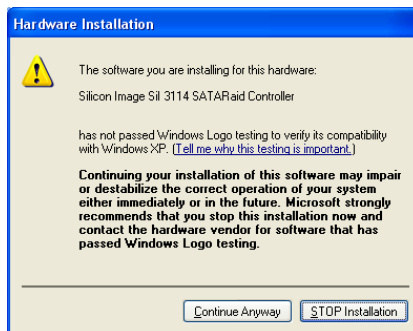 Hardware Installation
The software you are installing for this hardware:
Silicon Image SiI 3114 SATARaid Controller
has not passed Windows Logo testing to verify its compatibility
with Windows XP. (Tell me why this testing is important.)
Continuing your installation of this software may impair
or destabilize the correct operation of your system
either immediately or in the future. Microsoft strongly
recommends that you stop this installation now and
contact the hardware vendor for software that has
passed Windows Logo testing.
Continue Anyway
STOP Installation